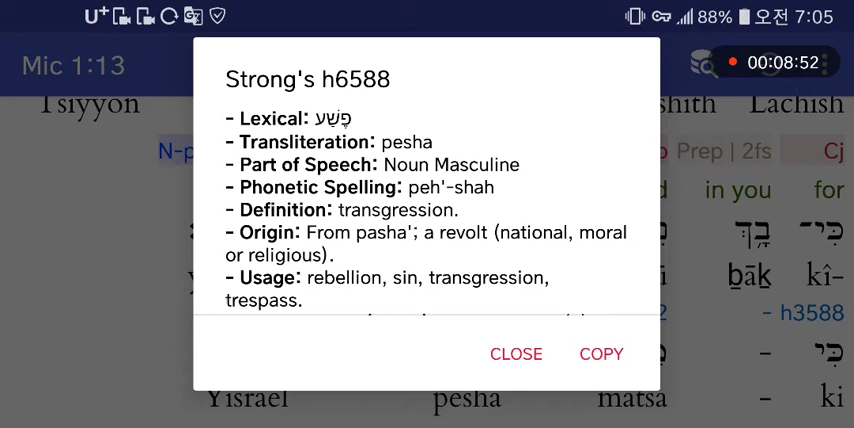 U+ 88% 오전 7:05
Mic 1:13
00:08:52
Strong's h6588
- Lexical: פֶּשַׁע
- Transliteration: pesha
- Part of Speech: Noun Masculine
- Phonetic Spelling: peh'-shah
- Definition: transgression.
- Origin: From pasha'; a revolt (national, moral
or religious).
- Usage: rebellion, sin, transgression,
trespass.
CLOSE COPY
Tsiyyon Lachish
Prep | 2fs Cj
in you for
בָ֥ךְ כִּי־
ḇāḵ kî-
- h3588
- כִּי
Yisrael pesha matsa - ki